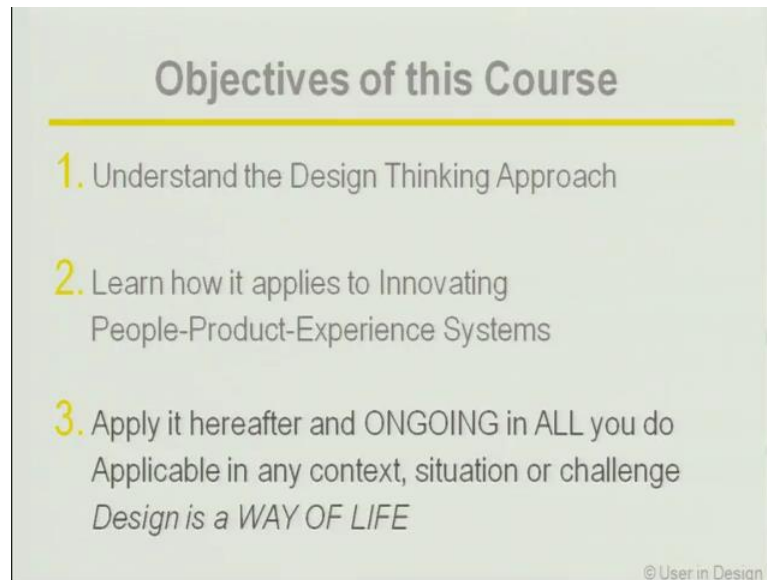 Objectives of this Course
1. Understand the Design Thinking Approach
2. Learn how it applies to Innovating
People-Product-Experience Systems
3. Apply it hereafter and ONGOING in ALL you do
Applicable in any context, situation or challenge
Design is a WAY OF LIFE
© User in Design